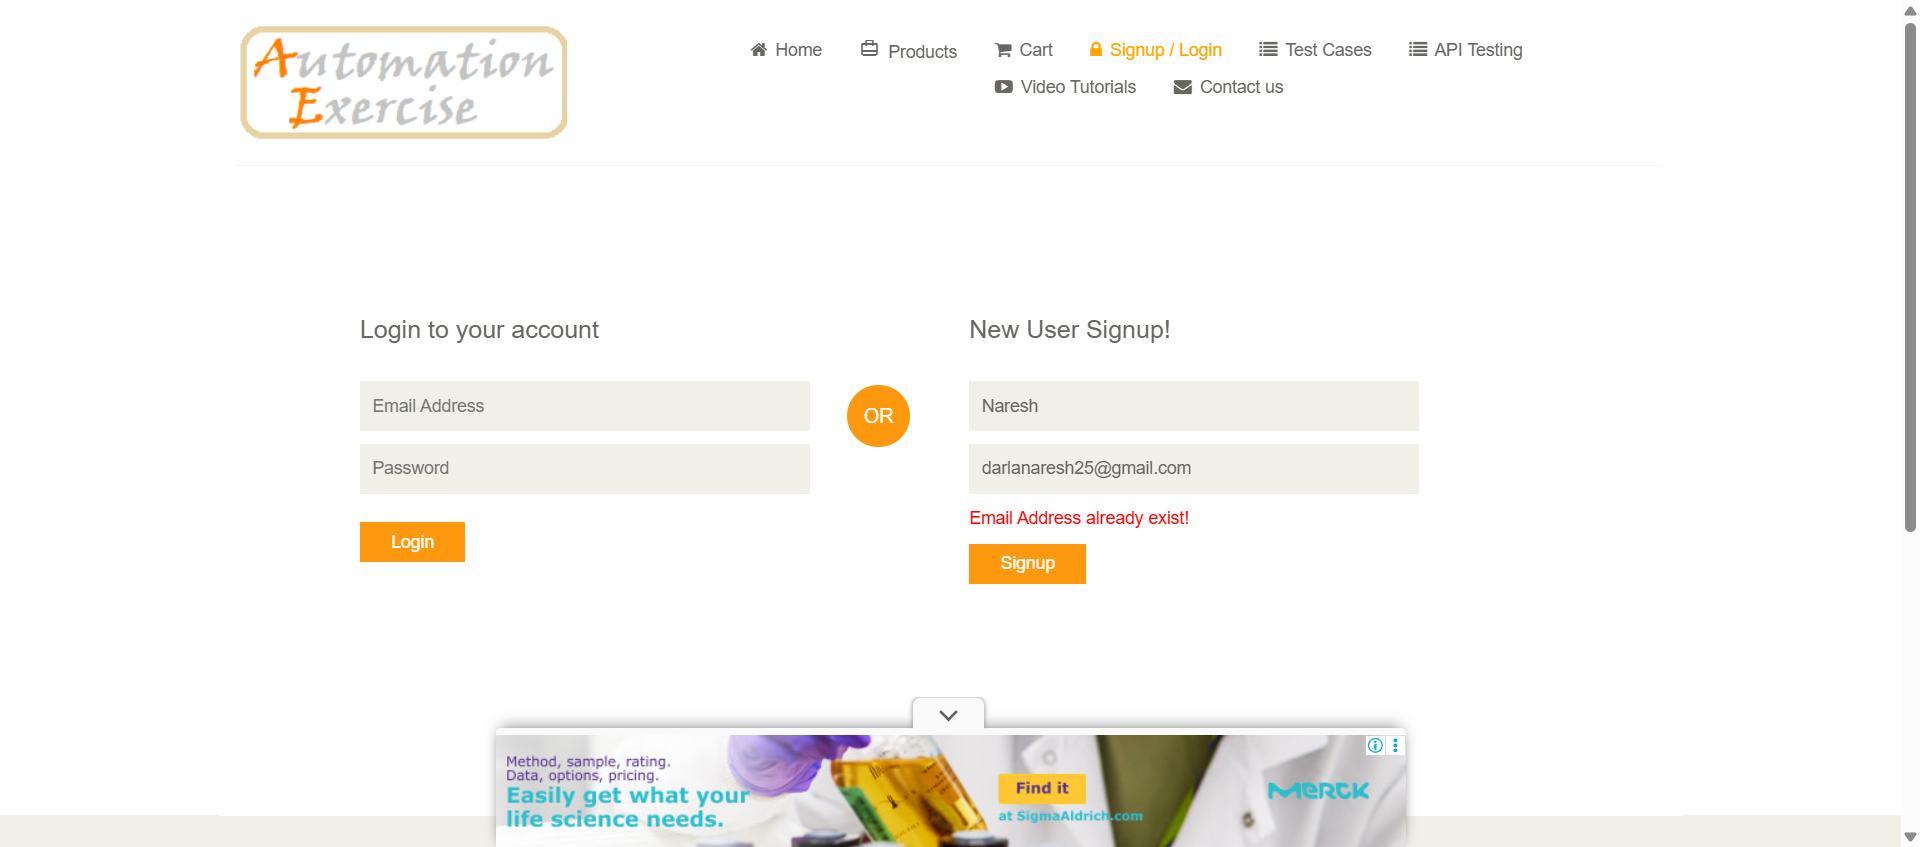 Automation
Exercise
Home
Products
Cart
Signup / Login
Test Cases
API Testing
Video Tutorials
Contact us
Login to your account
Email Address
Password
Login
OR
New User Signup!
Naresh
darlanaresh25@gmail.com
Email Address already exist!
Signup
Method, sample, rating.
Data, options, pricing.
Easily get what your
life science needs.
Find it
at SigmaAldrich.com
MERCK